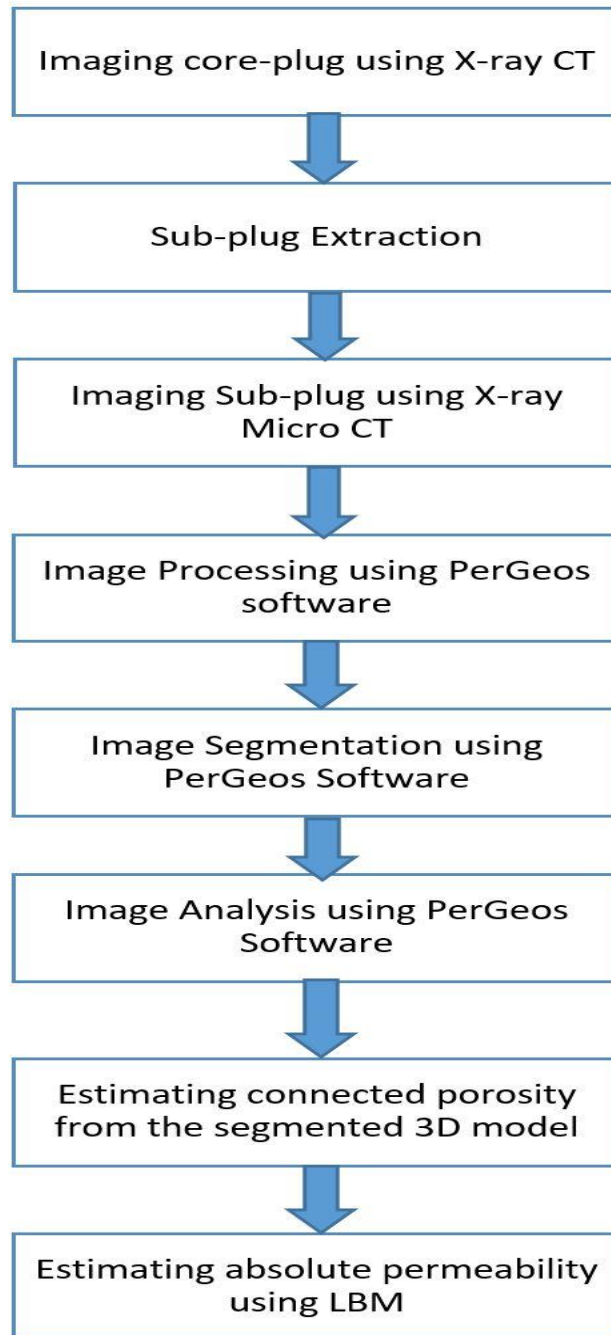 Imaging core-plug using X-ray CT
Sub-plug Extraction
Imaging Sub-plug using X-ray
Micro CT
Image Processing using PerGeos
software
Image Segmentation using
PerGeos Software
Image Analysis using PerGeos
Software
Estimating connected porosity
from the segmented 3D model
Estimating absolute permeability
using LBM